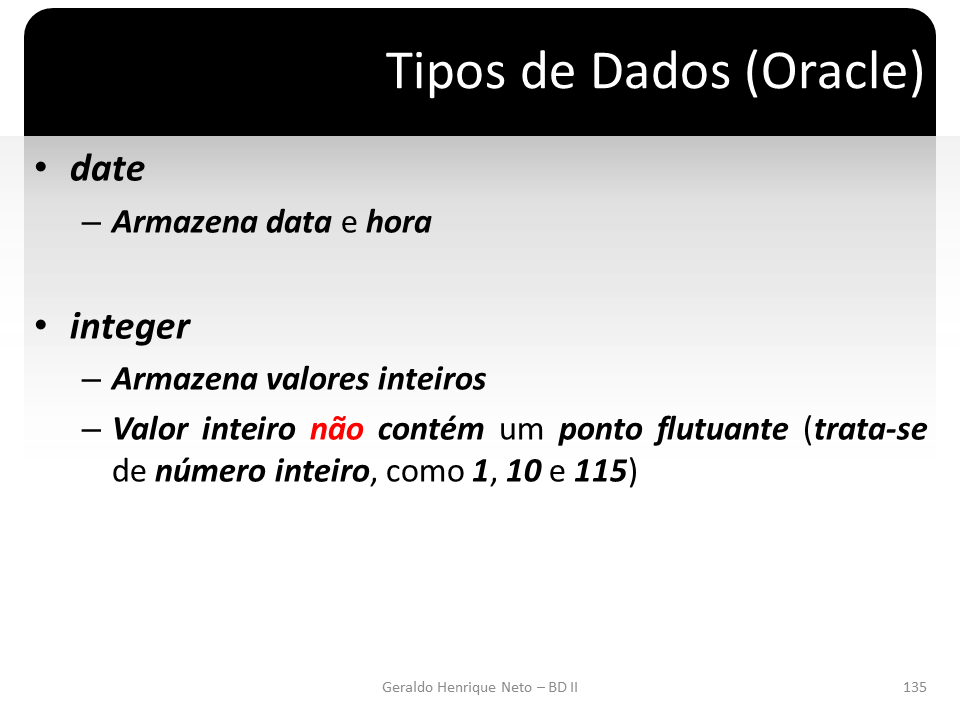 Tipos de Dados (Oracle)
• date
– Armazena data e hora
• integer
– Armazena valores inteiros
– Valor inteiro não contém um ponto flutuante (trata-se
de número inteiro, como 1, 10 e 115)
Geraldo Henrique Neto – BD II
135